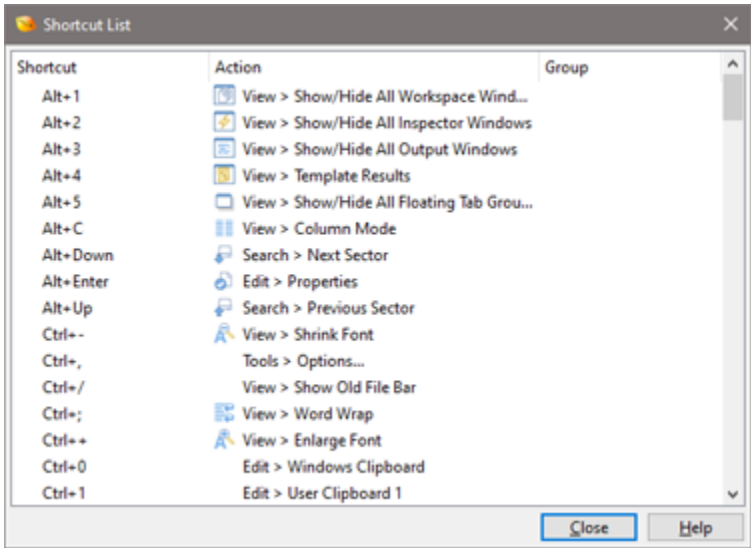 Shortcut List
Shortcut Action Group
Alt+1 View > Show/Hide All Workspace Wind...
Alt+2 View > Show/Hide All Inspector Windows
Alt+3 View > Show/Hide All Output Windows
Alt+4 View > Template Results
Alt+5 View > Show/Hide All Floating Tab Grou...
Alt+C View > Column Mode
Alt+Down Search > Next Sector
Alt+Enter Edit > Properties
Alt+Up Search > Previous Sector
Ctrl+- View > Shrink Font
Ctrl+, Tools > Options...
Ctrl+/ View > Show Old File Bar
Ctrl+; View > Word Wrap
Ctrl++ View > Enlarge Font
Ctrl+0 Edit > Windows Clipboard
Ctrl+1 Edit > User Clipboard 1
Close Help